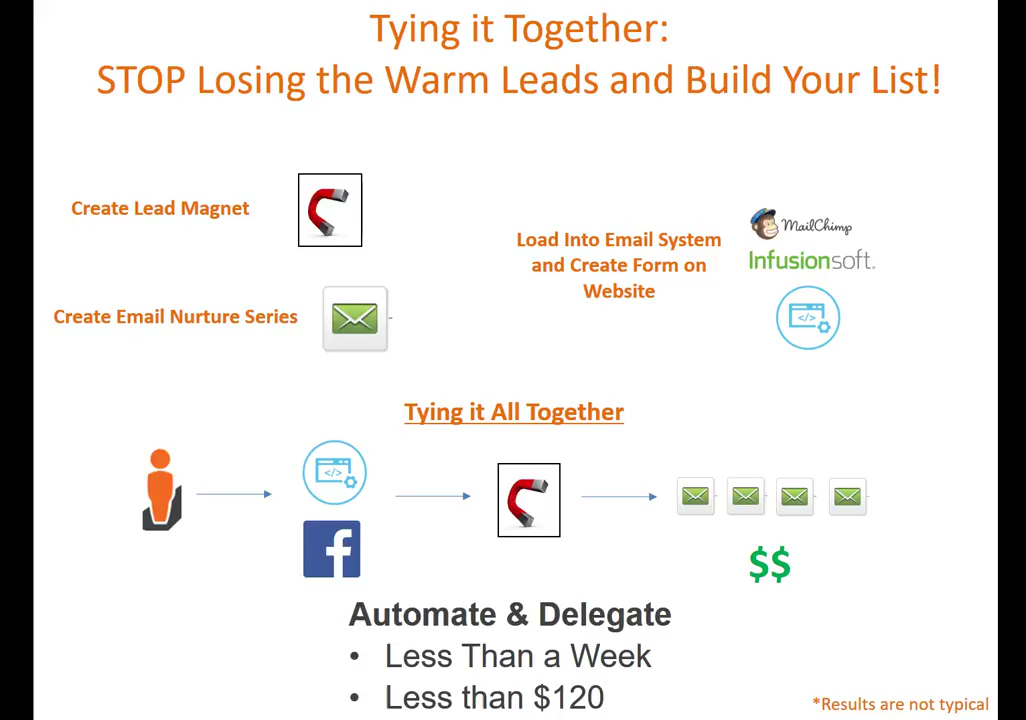 Tying it Together:
STOP Losing the Warm Leads and Build Your List!
Create Lead Magnet
Load Into Email System
and Create Form on
Website
MailChimp
Infusionsoft.
</>
Create Email Nurture Series
Tying it All Together
</>
f
$$
Automate & Delegate
• Less Than a Week
• Less than $120
*Results are not typical